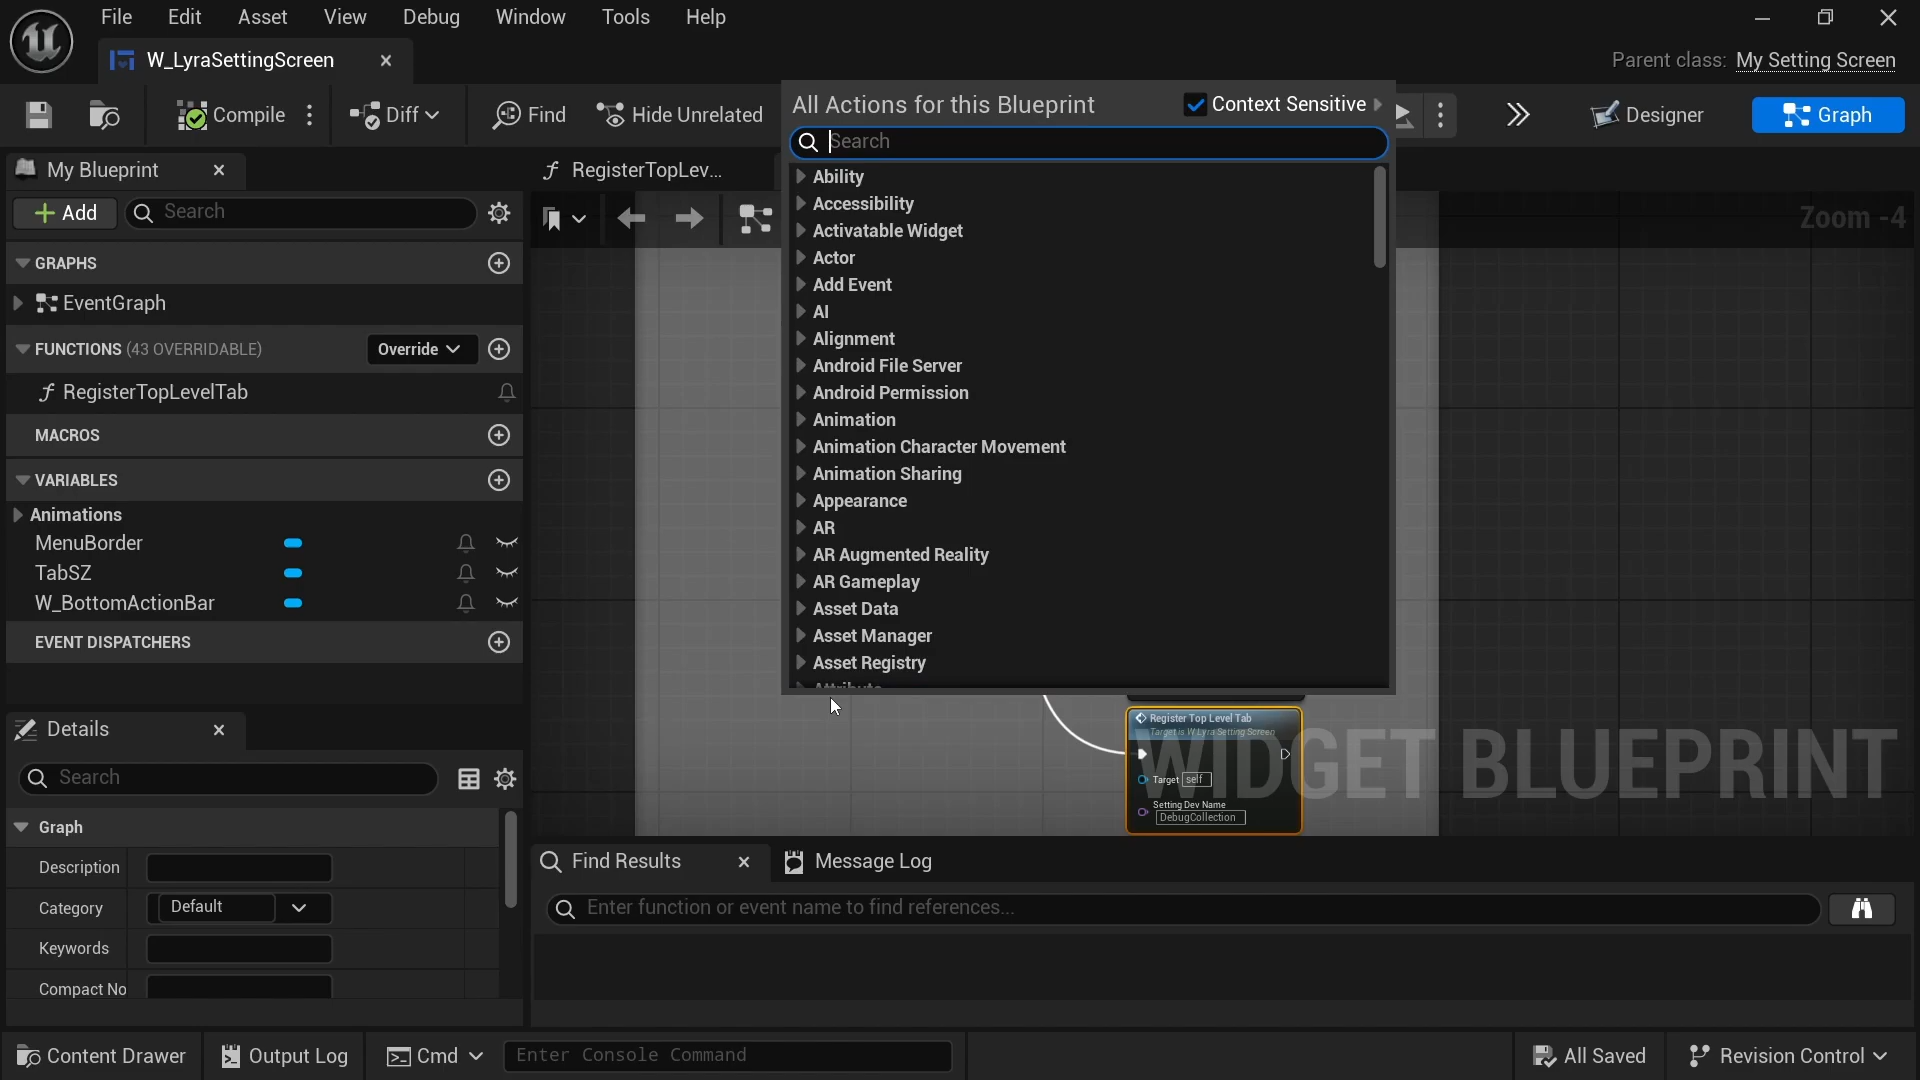 File Edit Asset View Debug Window Tools Help
W_LyraSettingScreen
Parent class: My Setting Screen
Compile
Diff
Find
Hide Unrelated
Designer
Graph
All Actions for this Blueprint
Context Sensitive
Search
Ability
Accessibility
Activatable Widget
Actor
Add Event
AI
Alignment
Android File Server
Android Permission
Animation
Animation Character Movement
Animation Sharing
Appearance
AR
AR Augmented Reality
AR Gameplay
Asset Data
Asset Manager
Asset Registry
Attribute
My Blueprint
Add
Search
GRAPHS
EventGraph
FUNCTIONS (43 OVERRIDABLE)
Override
RegisterTopLevelTab
MACROS
VARIABLES
Animations
MenuBorder
TabSZ
W_BottomActionBar
EVENT DISPATCHERS
RegisterTopLev...
Zoom -4
Register Top Level Tab
Target is W Lyra Setting Screen
Target self
Setting Dev Name
DebugCollection
WIDGET BLUEPRINT
Details
Search
Graph
Description
Category Default
Keywords
Compact No
Find Results
Message Log
Enter function or event name to find references...
Content Drawer
Output Log
Cmd
Enter Console Command
All Saved
Revision Control